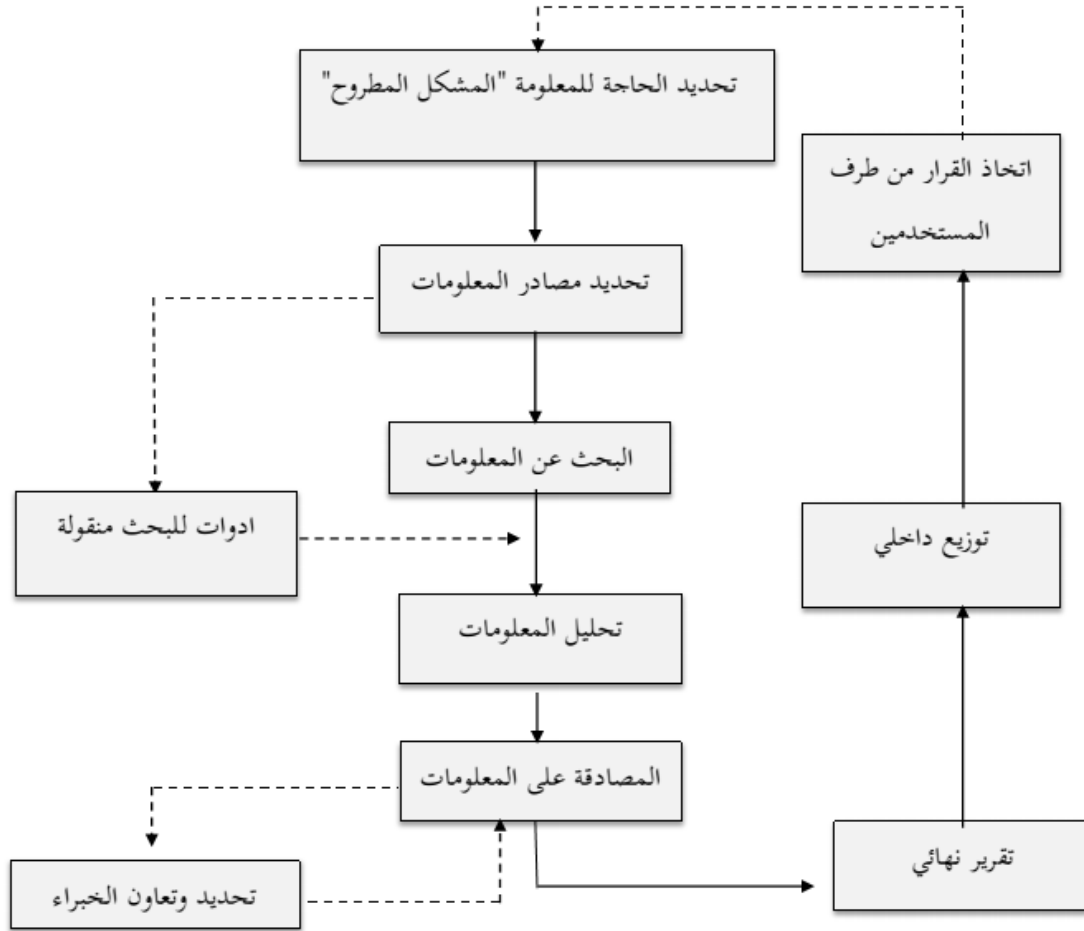 تحديد الحاجة للمعلومة "المشكل المطروح"
تحديد مصادر المعلومات
البحث عن المعلومات
ادوات للبحث منقولة
تحليل المعلومات
المصادقة على المعلومات
تحديد وتعاون الخبراء
تقرير نهائي
توزيع داخلي
اتخاذ القرار من طرف
المستخدمين